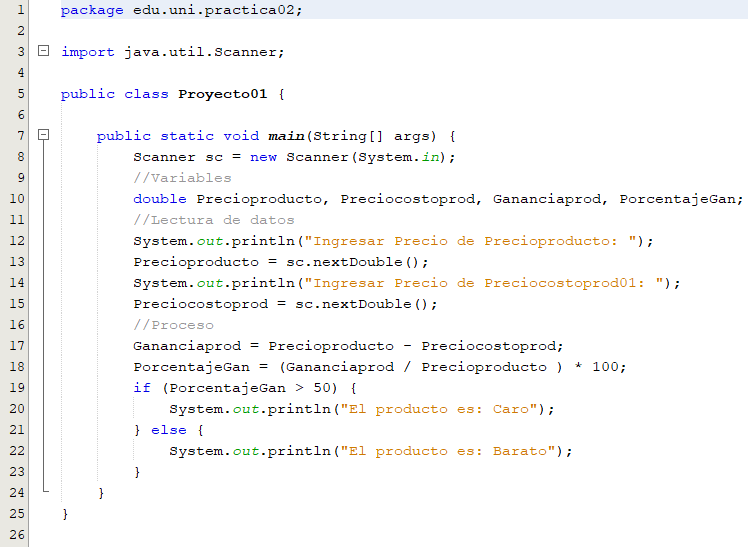 1 package edu.uni.practica02;
2
3 import java.util.Scanner;
4
5 public class Proyecto01 {
6
7 public static void main(String[] args) {
8 Scanner sc = new Scanner(System.in);
9 //Variables
10 double Precioproducto, Preciocostoprod, Gananciaprod, PorcentajeGan;
11 //Lectura de datos
12 System.out.println("Ingresar Precio de Precioproducto: ");
13 Precioproducto = sc.nextDouble();
14 System.out.println("Ingresar Precio de Preciocostoprod01: ");
15 Preciocostoprod = sc.nextDouble();
16 //Proceso
17 Gananciaprod = Precioproducto - Preciocostoprod;
18 PorcentajeGan = (Gananciaprod / Precioproducto ) * 100;
19 if (PorcentajeGan > 50) {
20 System.out.println("El producto es: Caro");
21 } else {
22 System.out.println("El producto es: Barato");
23 }
24 }
25 }
26